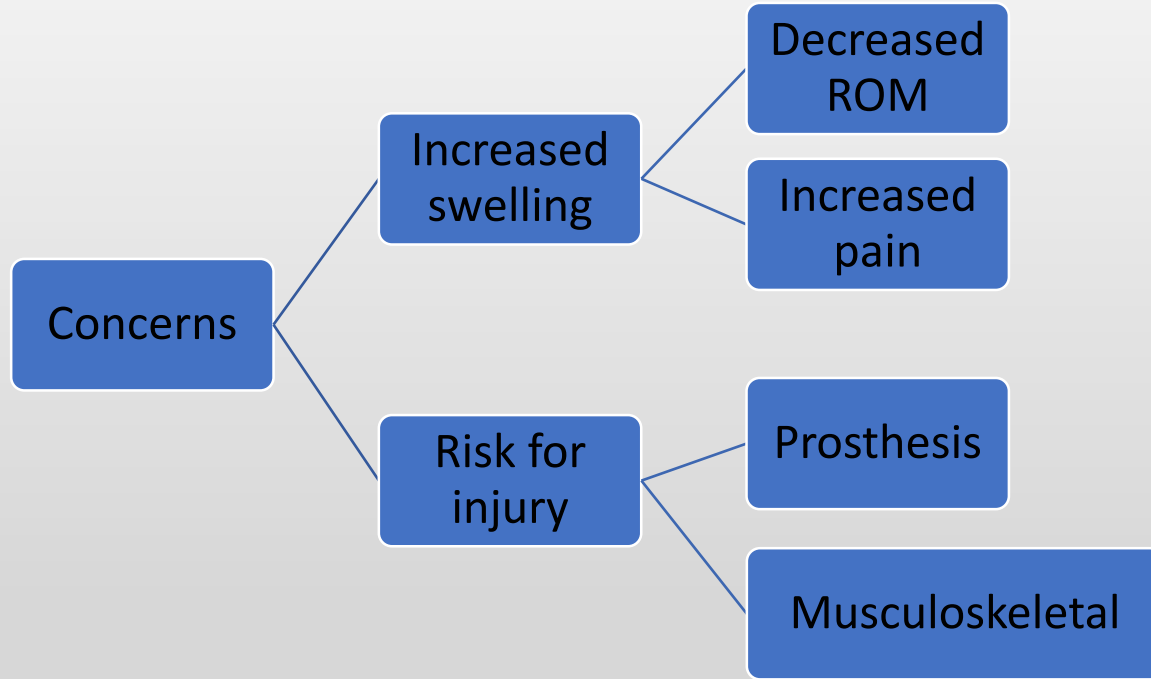 Concerns
Increased
swelling
Decreased
ROM
Increased
pain
Risk for
injury
Prosthesis
Musculoskeletal